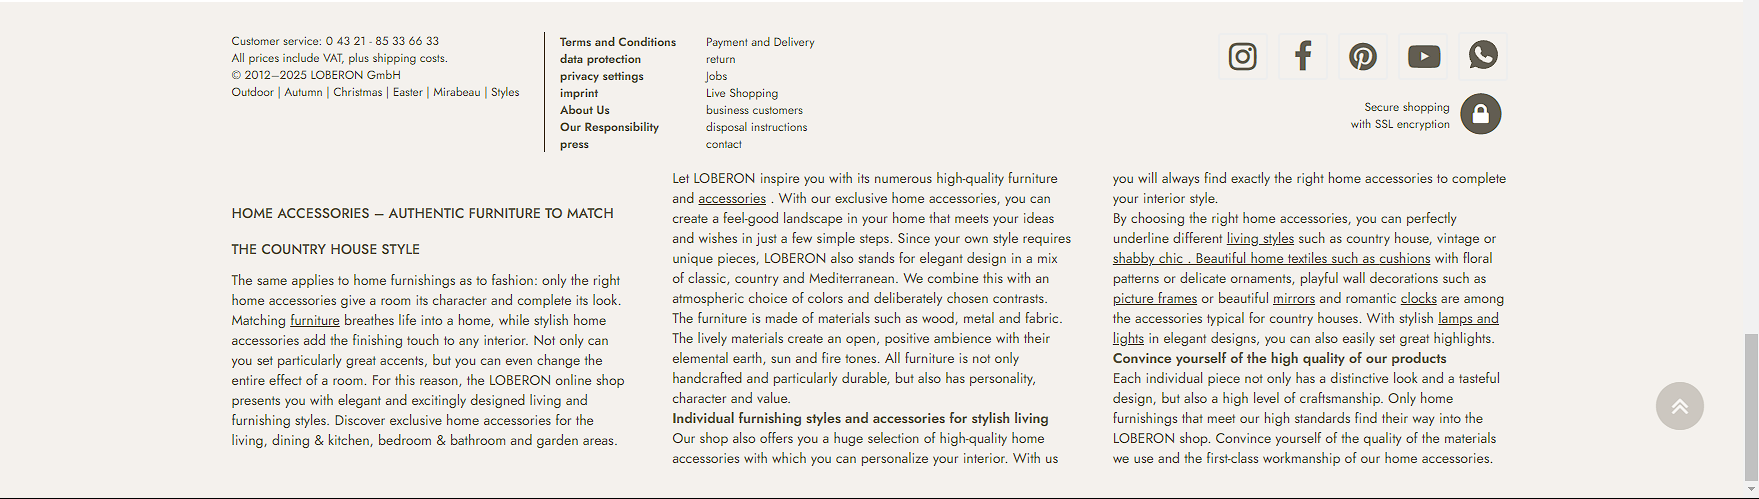 Customer service: 0 43 21 - 85 33 66 33
All prices include VAT, plus shipping costs.
© 2012–2025 LOBERON GmbH
Outdoor | Autumn | Christmas | Easter | Mirabeau | Styles
Terms and Conditions
data protection
privacy settings
imprint
About Us
Our Responsibility
press
Payment and Delivery
return
Jobs
Live Shopping
business customers
disposal instructions
contact
Secure shopping
with SSL encryption
HOME ACCESSORIES – AUTHENTIC FURNITURE TO MATCH
THE COUNTRY HOUSE STYLE
The same applies to home furnishings as to fashion: only the right
home accessories give a room its character and complete its look.
Matching furniture breathes life into a home, while stylish home
accessories add the finishing touch to any interior. Not only can
you set particularly great accents, but you can even change the
entire effect of a room. For this reason, the LOBERON online shop
presents you with elegant and excitingly designed living and
furnishing styles. Discover exclusive home accessories for the
living, dining & kitchen, bedroom & bathroom and garden areas.
Let LOBERON inspire you with its numerous high-quality furniture
and accessories . With our exclusive home accessories, you can
create a feel-good landscape in your home that meets your ideas
and wishes in just a few simple steps. Since your own style requires
unique pieces, LOBERON also stands for elegant design in a mix
of classic, country and Mediterranean. We combine this with an
atmospheric choice of colors and deliberately chosen contrasts.
The furniture is made of materials such as wood, metal and fabric.
The lively materials create an open, positive ambience with their
elemental earth, sun and fire tones. All furniture is not only
handcrafted and particularly durable, but also has personality,
character and value.
Individual furnishing styles and accessories for stylish living
Our shop also offers you a huge selection of high-quality home
accessories with which you can personalize your interior. With us
you will always find exactly the right home accessories to complete
your interior style.
By choosing the right home accessories, you can perfectly
underline different living styles such as country house, vintage or
shabby chic . Beautiful home textiles such as cushions with floral
patterns or delicate ornaments, playful wall decorations such as
picture frames or beautiful mirrors and romantic clocks are among
the accessories typical for country houses. With stylish lamps and
lights in elegant designs, you can also easily set great highlights.
Convince yourself of the high quality of our products
Each individual piece not only has a distinctive look and a tasteful
design, but also a high level of craftsmanship. Only home
furnishings that meet our high standards find their way into the
LOBERON shop. Convince yourself of the quality of the materials
we use and the first-class workmanship of our home accessories.